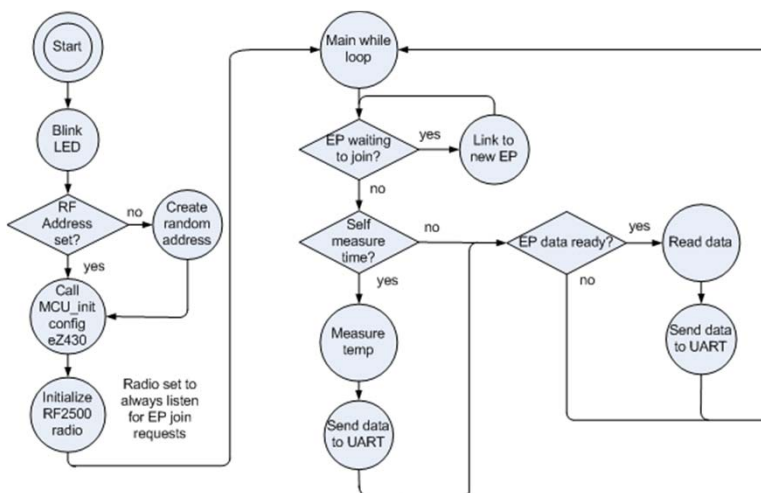 Start
Blink
LED
RF
Address
set?
no
Create
random
address
yes
Call
MCU_init
config
eZ430
Initialize
RF2500
radio
Radio set to
always listen
for EP join
requests
Main while
loop
EP waiting
to join?
yes
Link to
new EP
no
Self
measure
time?
no
yes
Measure
temp
Send data
to UART
EP data ready?
yes
no
Read data
Send data
to UART